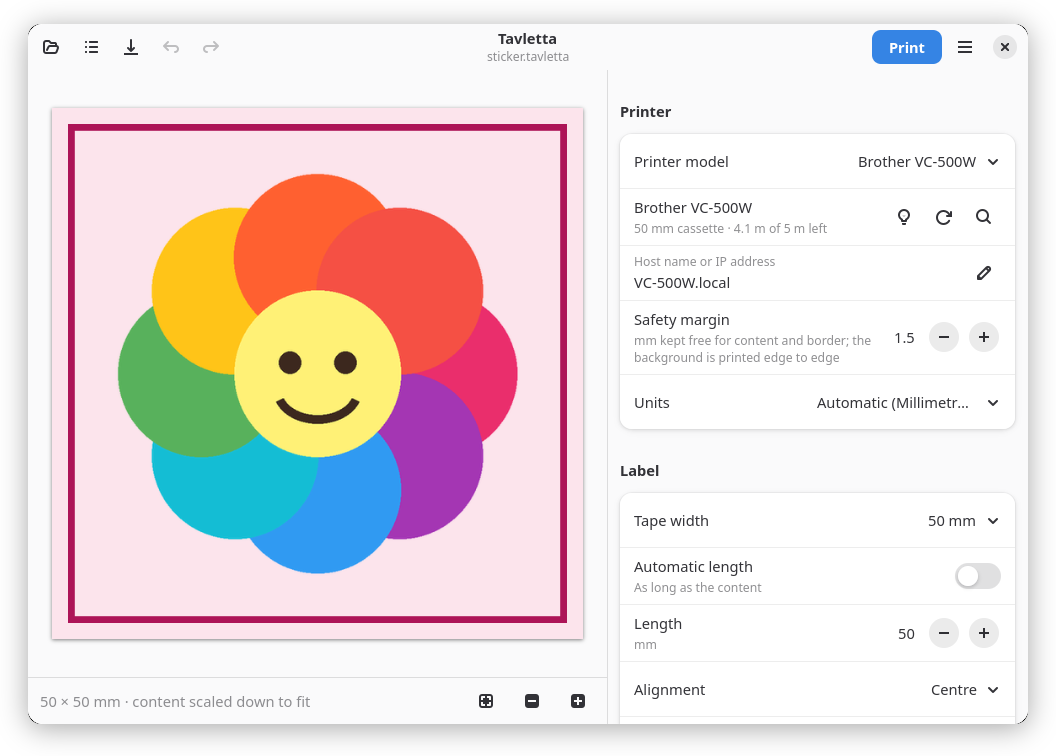 Tavletta
sticker.tavletta
Print
Printer
Printer model
Brother VC-500W
Brother VC-500W
50 mm cassette · 4.1 m of 5 m left
Host name or IP address
VC-500W.local
Safety margin
mm kept free for content and border; the
background is printed edge to edge
1.5
Units
Automatic (Millimetr...
Label
Tape width
50 mm
Automatic length
As long as the content
Length
mm
50
Alignment
Centre
50 × 50 mm · content scaled down to fit